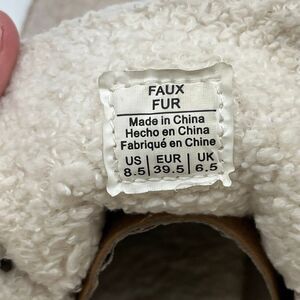 FAUX
FUR
Made in China
Hecho en China
Fabriqué en Chine
US | EUR | UK
8.5 | 39.5 | 6.5